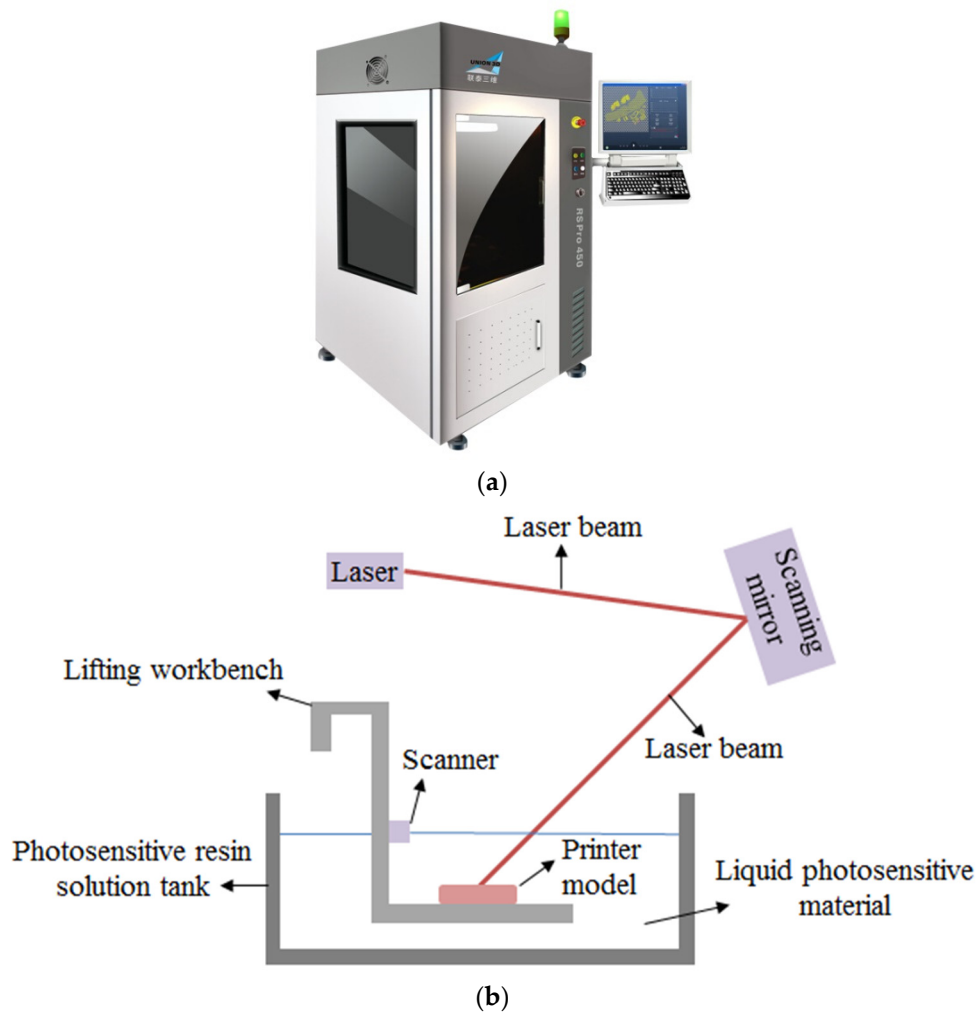 UNION 3D
联泰三维
RSPro 450
(a)
Laser beam
Laser
Scanning
mirror
Lifting workbench
Laser beam
Scanner
Photosensitive resin
solution tank
Printer
model
Liquid photosensitive
material
(b)